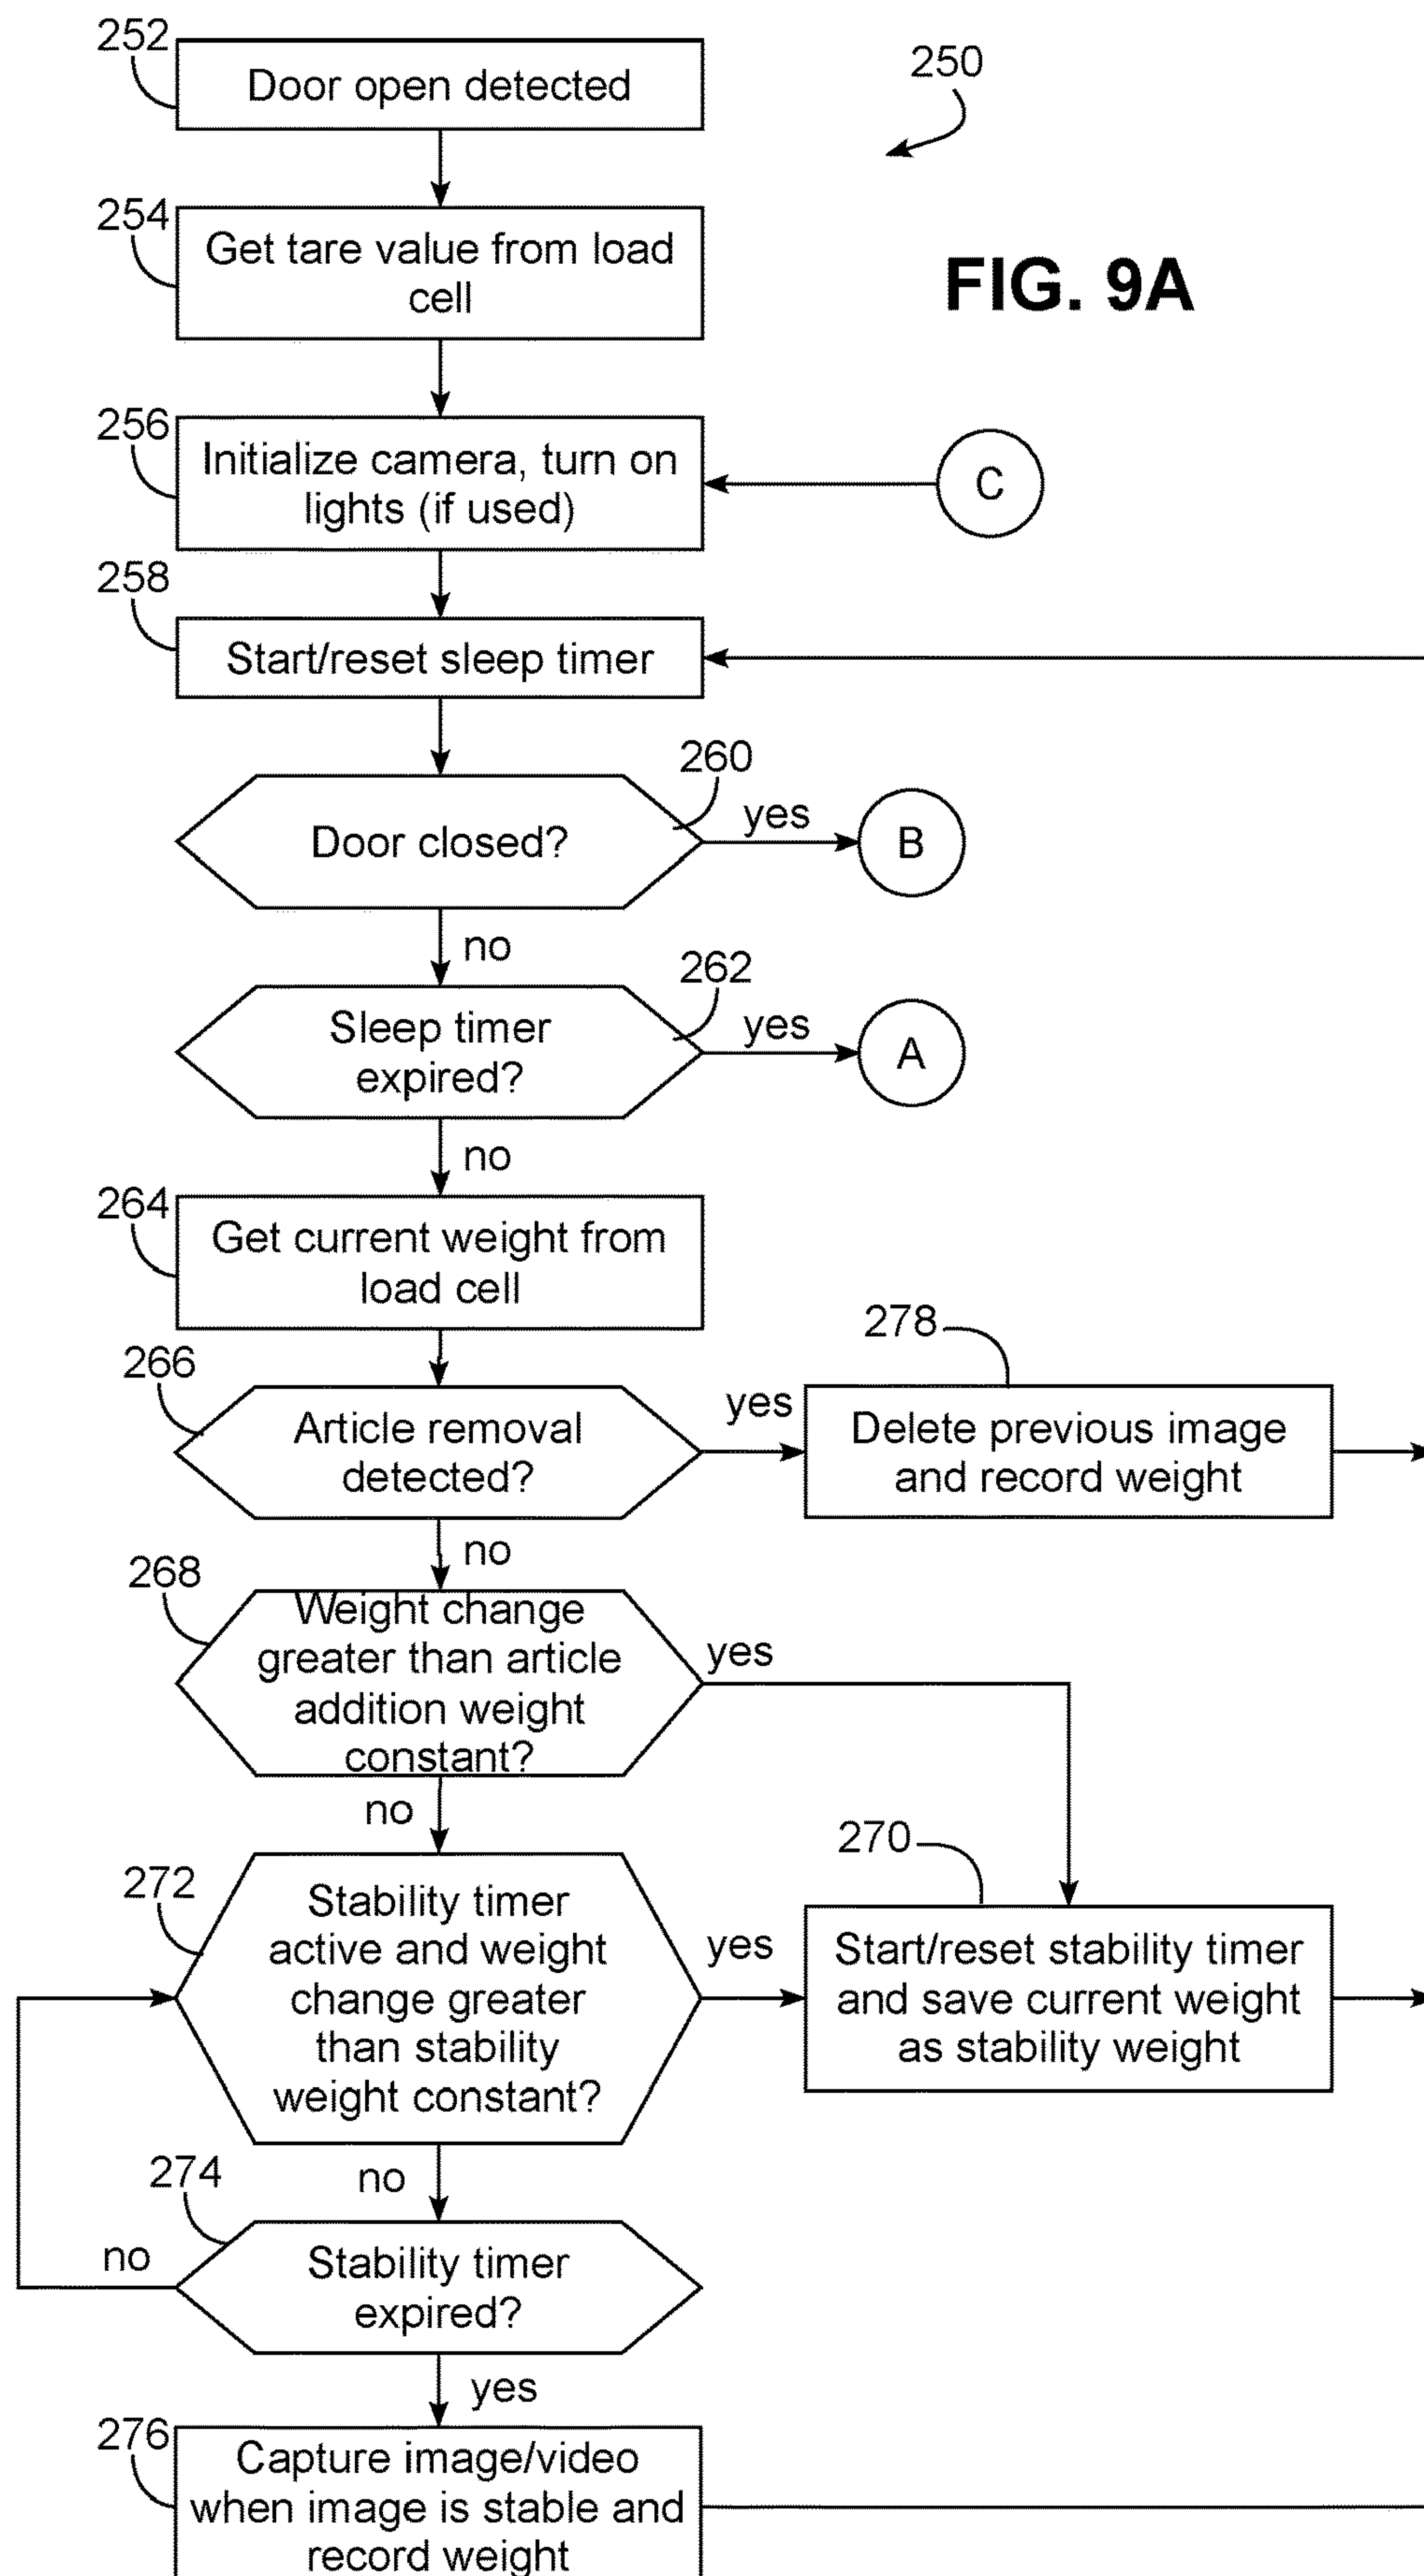 252
Door open detected
250
254
Get tare value from load
cell
FIG. 9A
256
Initialize camera, turn on
lights (if used)
C
258
Start/reset sleep timer
260
Door closed?
yes
B
no
262
Sleep timer
expired?
yes
A
no
264
Get current weight from
load cell
278
266
Article removal
detected?
yes
Delete previous image
and record weight
no
268
Weight change
greater than article
addition weight
constant?
yes
no
270
272
Stability timer
active and weight
change greater
than stability
weight constant?
yes
Start/reset stability timer
and save current weight
as stability weight
no
274
Stability timer
expired?
no
yes
276
Capture image/video
when image is stable and
record weight